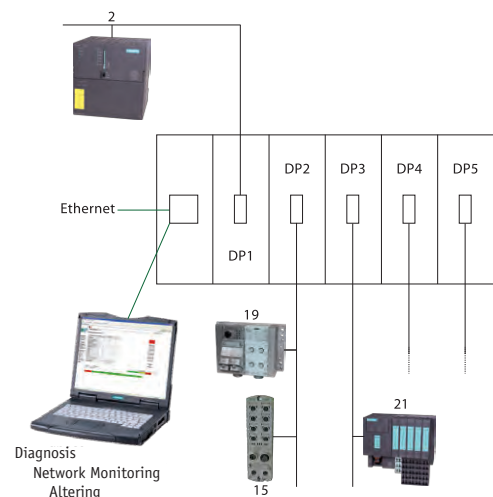 2
DP2
DP3
DP4
DP5
Ethernet
DP1
19
21
15
Diagnosis
Network Monitoring
Altering